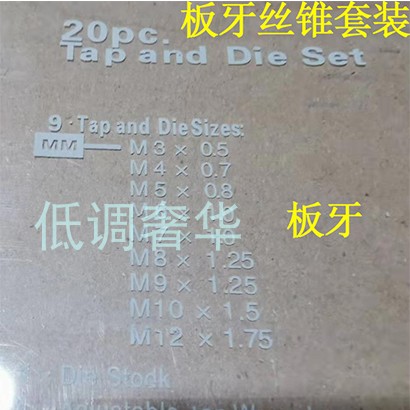 板牙丝锥套装
20pc.
Tap and Die Set
9·Tap and Die Sizes:
MM
M3 × 0.5
M4 × 0.7
M5 × 0.8
低调奢华
板牙
M8 × 1.25
M9 × 1.25
M10 × 1.5
M12 × 1.75
Die Stodk